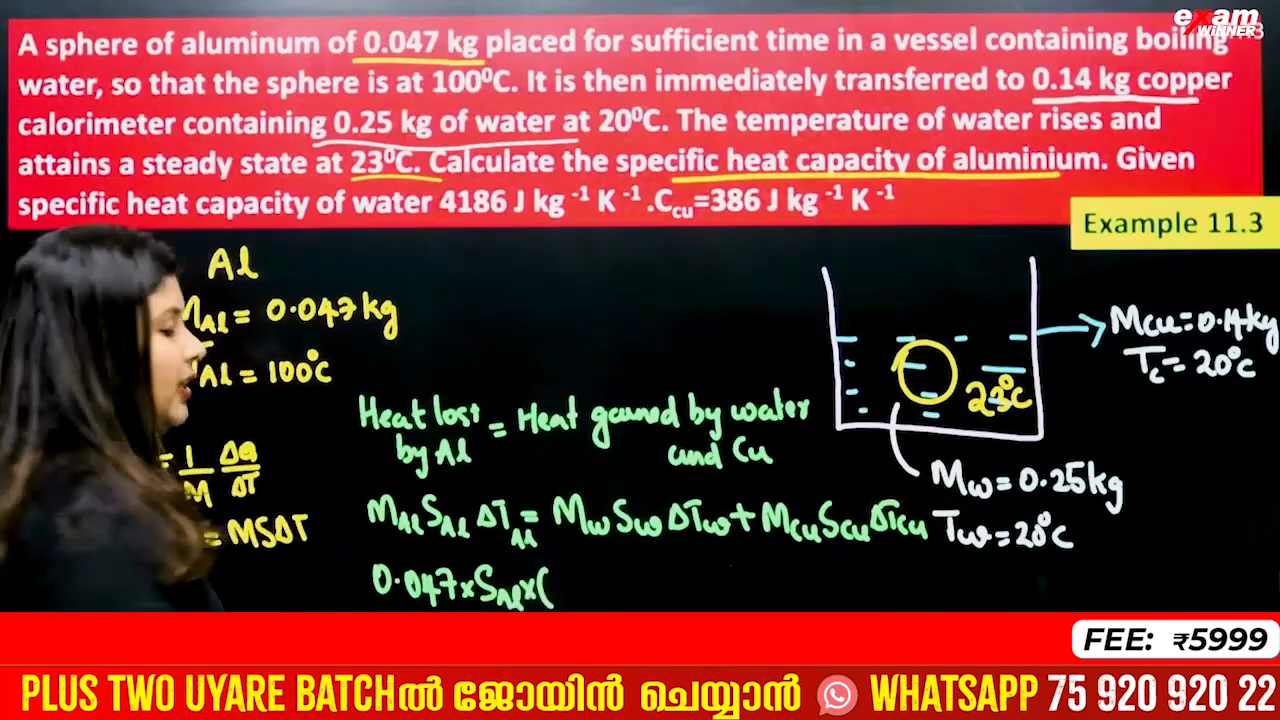 exam
WINNER
A sphere of aluminum of 0.047 kg placed for sufficient time in a vessel containing boiling
water, so that the sphere is at 100⁰C. It is then immediately transferred to 0.14 kg copper
calorimeter containing 0.25 kg of water at 20⁰C. The temperature of water rises and
attains a steady state at 23⁰C. Calculate the specific heat capacity of aluminium. Given
specific heat capacity of water 4186 J kg ⁻¹ K ⁻¹ .Ccu=386 J kg ⁻¹ K ⁻¹
Example 11.3
Al
MAl = 0.047 kg
TAl = 100°C
= 1/M ΔQ/ΔT
= MSΔT
Heat lost by Al = Heat gained by water and Cu
MAl SAl ΔTAl = Mw Sw ΔTw + Mcu Scu ΔTcu
0.047 x SAl x (
23°C
Mcu = 0.14kg
Tc = 20°C
Mw = 0.25kg
Tw = 20°C
FEE: ₹5999
PLUS TWO UYARE BATCHൽ ജോയിൻ ചെയ്യാൻ WHATSAPP 75 920 920 22